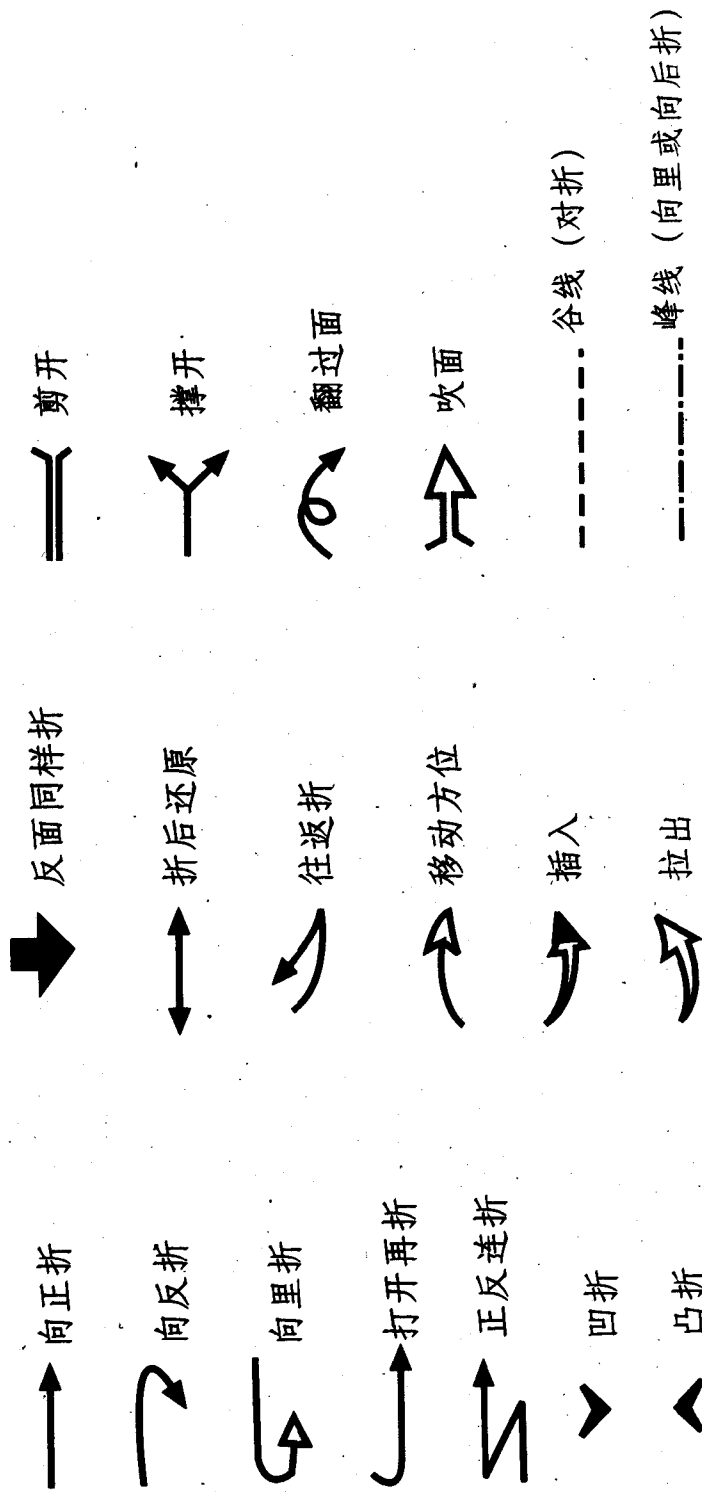 向正折
向反折
向里折
打开再折
正反连折
凹折
凸折
反面同样折
折后还原
往返折
移动方位
插入
拉出
剪开
撑开
翻过面
吹面
谷线（对折）
峰线（向里或向后折）